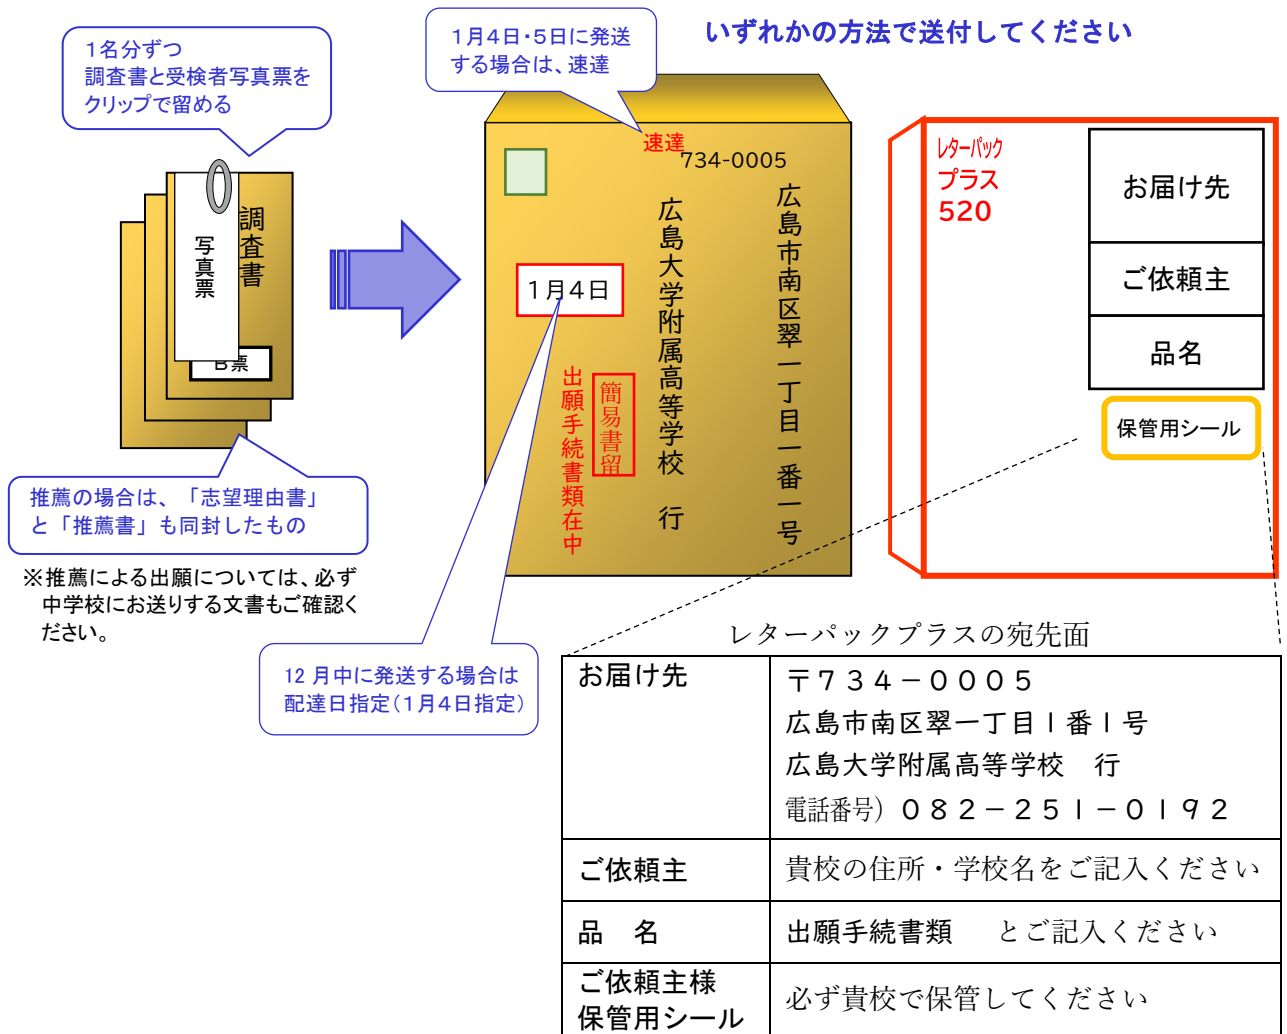 いずれかの方法で送付してください
1名分ずつ
調査書と受検者写真票を
クリップで留める
1月4日・5日に発送
する場合は、速達
調査書
写真票
B票
推薦の場合は、「志望理由書」
と「推薦書」も同封したもの
※推薦による出願については、必ず
中学校にお送りする文書もご確認く
ださい。
速達
734-0005
広島市南区翠一丁目一番一号
広島大学附属高等学校 行
1月4日
簡易書留
出願手続書類在中
12月中に発送する場合は
配達日指定(1月4日指定)
レターパック
プラス
520
お届け先
ご依頼主
品名
保管用シール
レターパックプラスの宛先面
お届け先
〒734-0005
広島市南区翠一丁目1番1号
広島大学附属高等学校 行
電話番号)082-251-0192
ご依頼主
貴校の住所・学校名をご記入ください
品 名
出願手続書類 とご記入ください
ご依頼主様
保管用シール
必ず貴校で保管してください